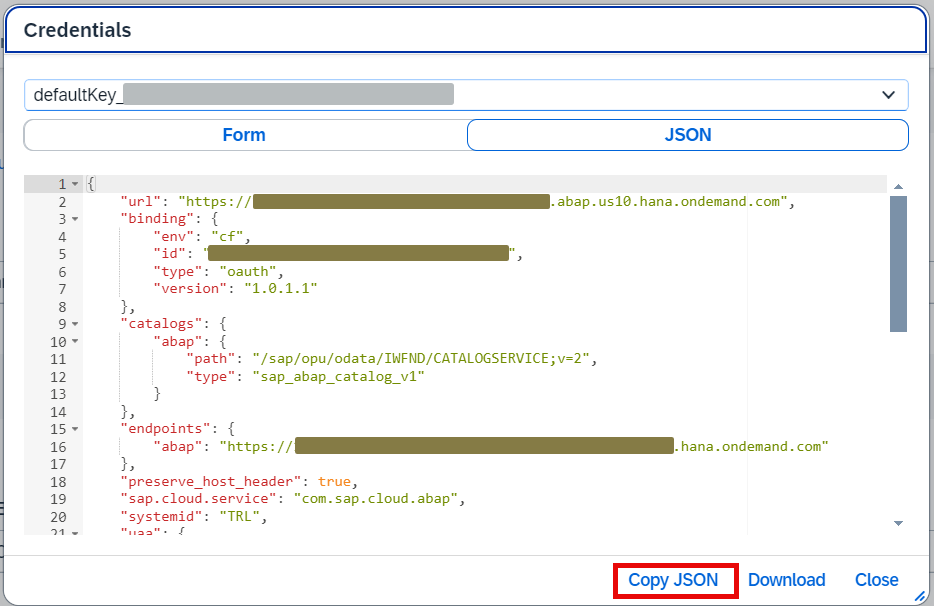 Credentials
defaultKey_
Form JSON
1 {
2 "url": "https:// .abap.us10.hana.ondemand.com",
3 "binding": {
4 "env": "cf",
5 "id": " ",
6 "type": "oauth",
7 "version": "1.0.1.1"
8 },
9 "catalogs": {
10 "abap": {
11 "path": "/sap/opu/odata/IWFND/CATALOGSERVICE;v=2",
12 "type": "sap_abap_catalog_v1"
13 }
14 },
15 "endpoints": {
16 "abap": "https:// .hana.ondemand.com"
17 },
18 "preserve_host_header": true,
19 "sap.cloud.service": "com.sap.cloud.abap",
20 "systemid": "TRL",
21 "uaa": {
Copy JSON Download Close